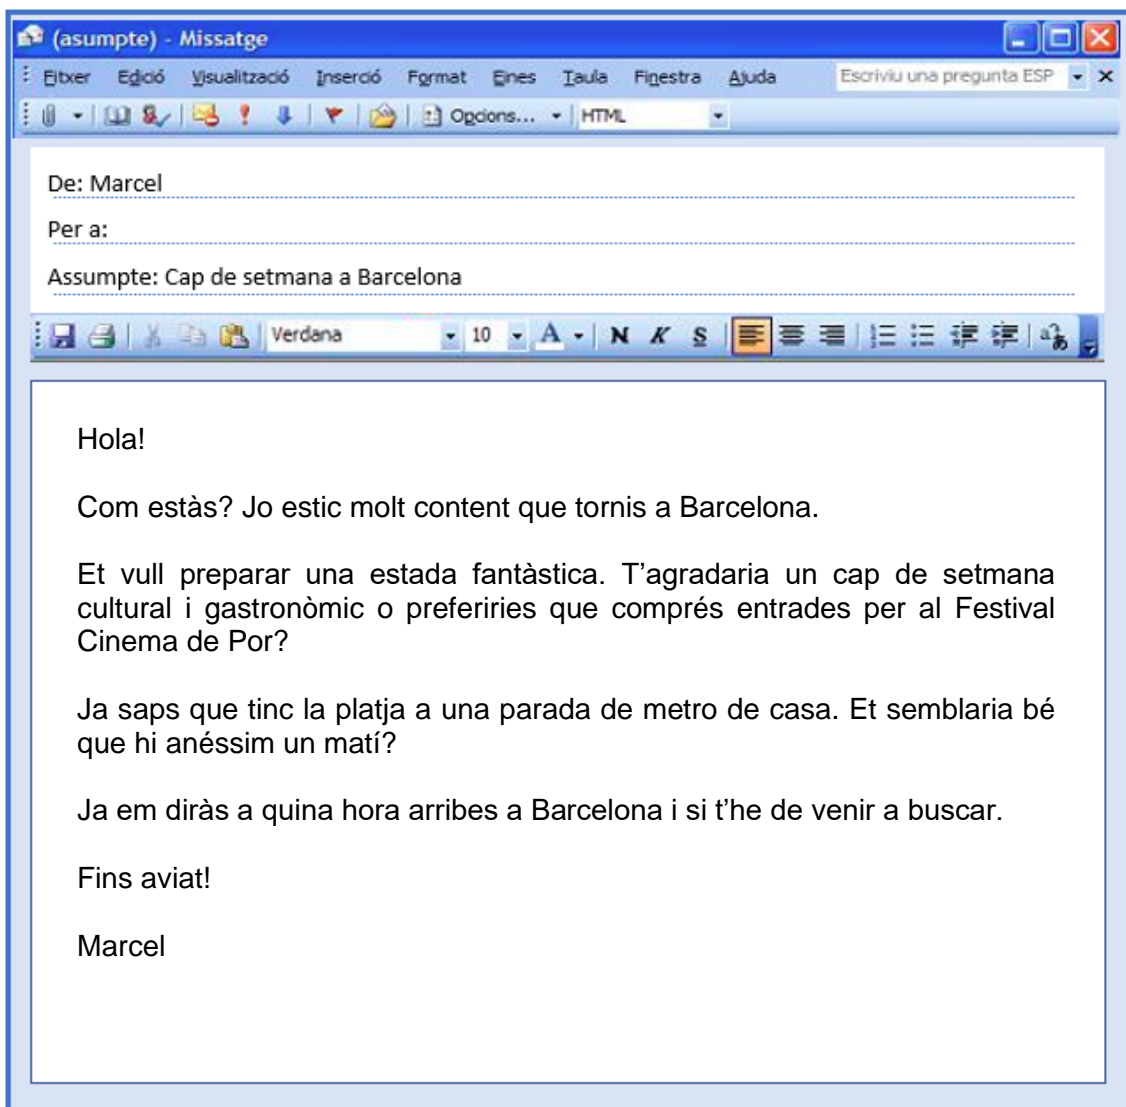 (asumpte) - Missatge
Eitxer Edició Visualització Inserció Format Eines Taula Finestra Ajuda Escriviu una pregunta ESP
Opcions... HTML
De: Marcel
Per a:
Assumpte: Cap de setmana a Barcelona
Verdana 10 A N K S
Hola!
Com estàs? Jo estic molt content que tornis a Barcelona.
Et vull preparar una estada fantàstica. T’agradaria un cap de setmana
cultural i gastronòmic o preferiries que comprés entrades per al Festival
Cinema de Por?
Ja saps que tinc la platja a una parada de metro de casa. Et semblaria bé
que hi anéssim un matí?
Ja em diràs a quina hora arribes a Barcelona i si t’he de venir a buscar.
Fins aviat!
Marcel